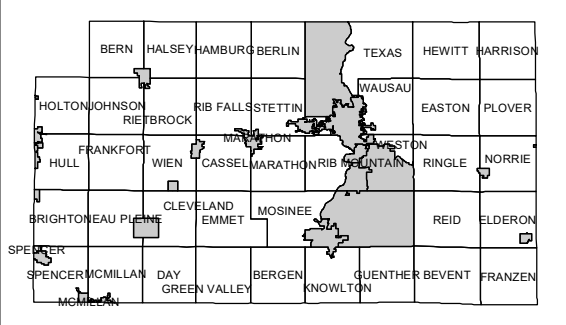 BERN HALSEY HAMBURG BERLIN TEXAS HEWITT HARRISON
WAUSAU
HOLTON JOHNSON RIB FALLS STETTIN EASTON PLOVER
RIETBROCK
MARATHON
FRANKFORT WESTON
HULL WIEN CASSEL MARATHON RIB MOUNTAIN RINGLE NORRIE
CLEVELAND
MOSINEE
BRIGHTON EAU PLEINE EMMET REID ELDERON
SPENCER
SPENCER MCMILLAN DAY BERGEN GUENTHER BEVENT FRANZEN
GREEN VALLEY KNOWLTON
MCMILLAN